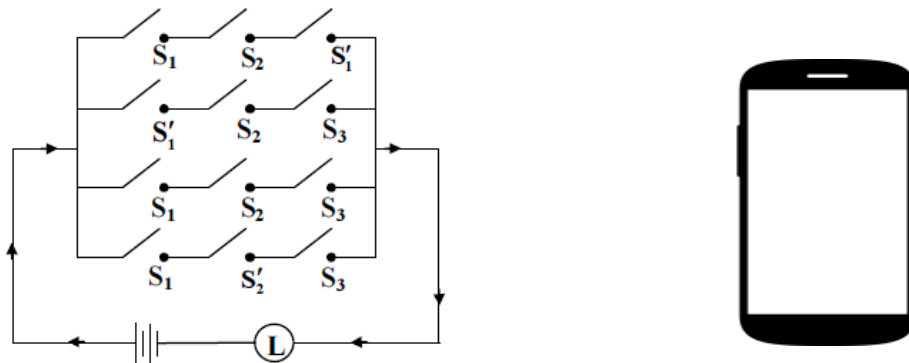 S₁ S₂ S′₁
S′₁ S₂ S₃
S₁ S₂ S₃
S₁ S′₂ S₃
L